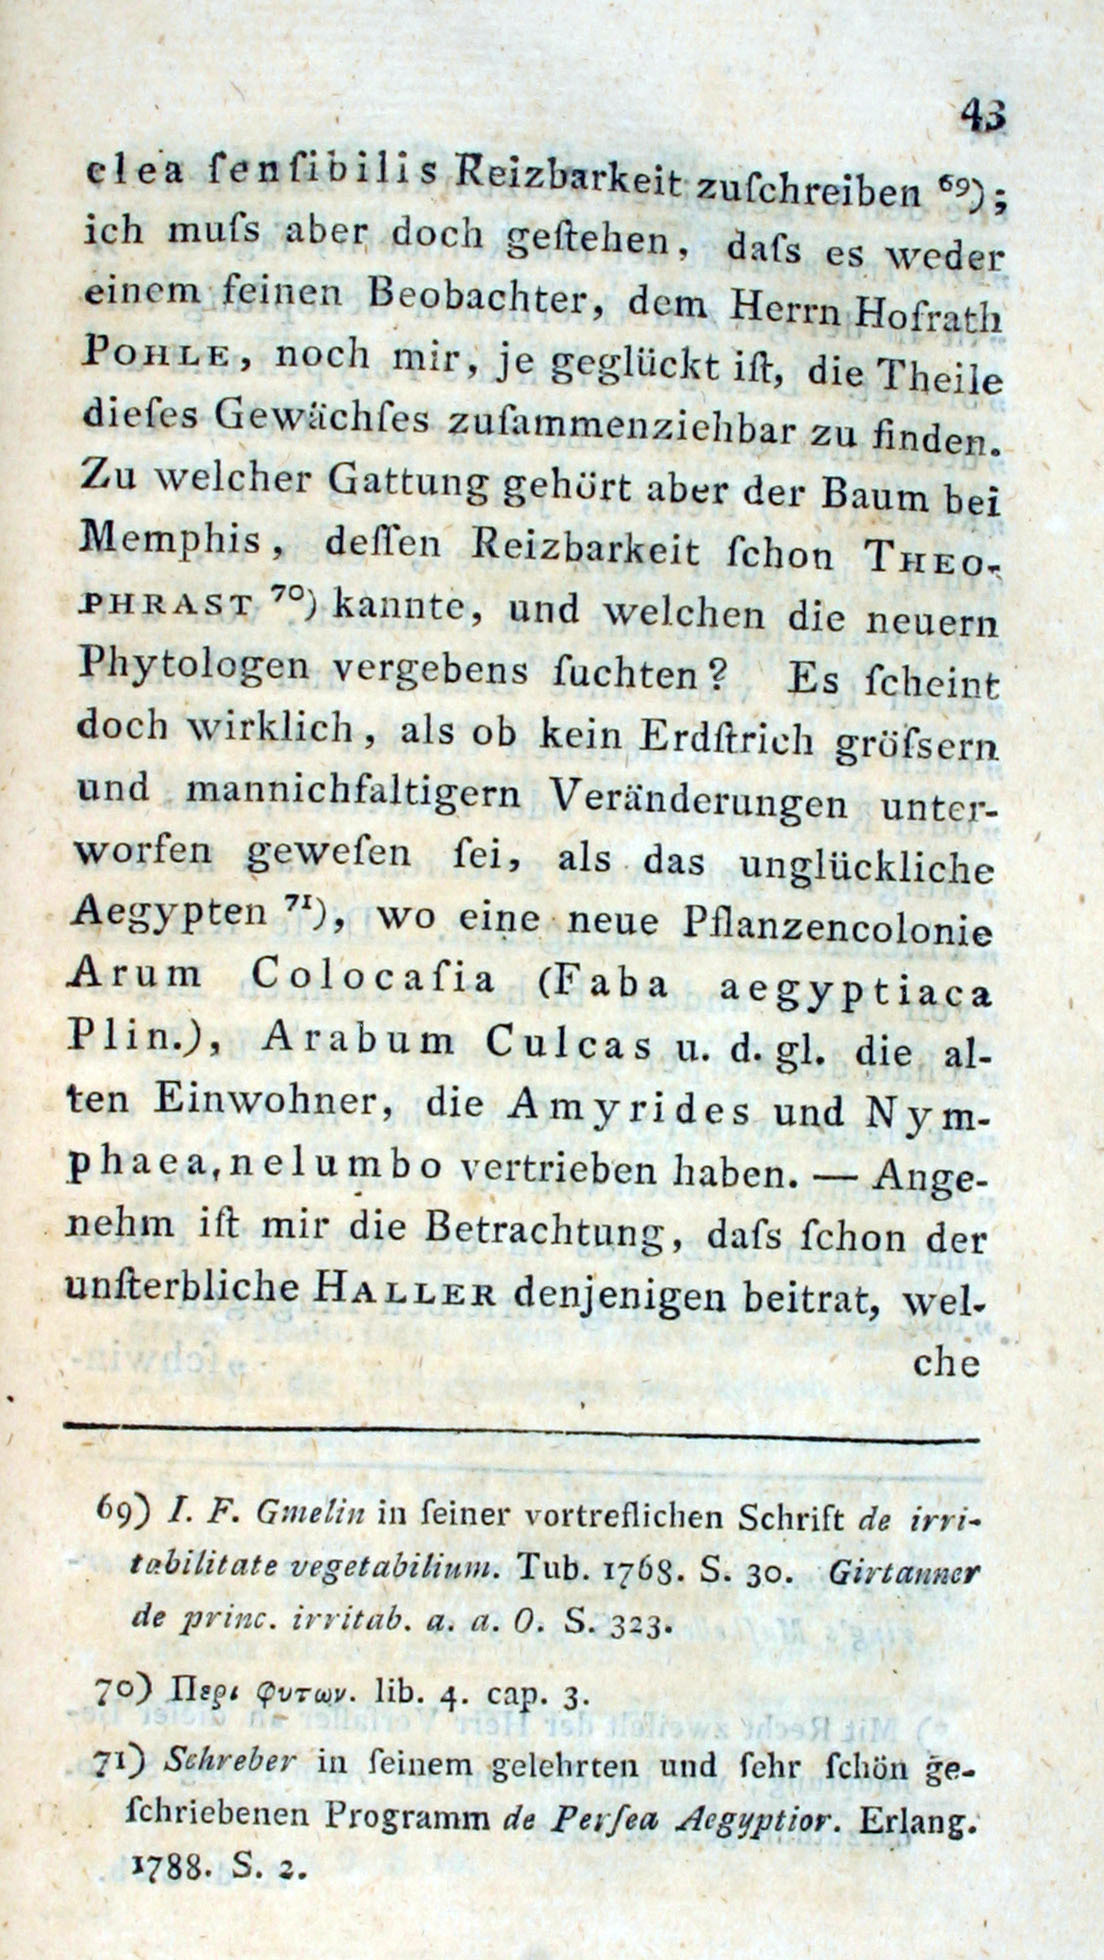 43
clea ſenſibilis Reizbarkeit zuſchreiben ⁶⁹);
ich muſs aber doch geſtehen, daſs es weder
einem feinen Beobachter, dem Herrn Hofrath
POHLE, noch mir, je geglückt iſt, die Theile
dieſes Gewächſes zuſammenziehbar zu finden.
Zu welcher Gattung gehört aber der Baum bei
Memphis, deſſen Reizbarkeit ſchon THEO-
PHRAST ⁷⁰) kannte, und welchen die neuern
Phytologen vergebens ſuchten? Es ſcheint
doch wirklich, als ob kein Erdſtrich gröſsern
und mannichfaltigern Veränderungen unter-
worfen geweſen ſei, als das unglückliche
Aegypten ⁷¹), wo eine neue Pflanzencolonie
Arum Colocaſia (Faba aegyptiaca
Plin.), Arabum Culcas u. d. gl. die al-
ten Einwohner, die Amyrides und Nym-
phaea, nelumbo vertrieben haben. — Ange-
nehm iſt mir die Betrachtung, daſs ſchon der
unſterbliche HALLER denjenigen beitrat, wel-
che
69) I. F. Gmelin in ſeiner vortreflichen Schrift de irri-
tabilitate vegetabilium. Tub. 1768. S. 30. Girtanner
de princ. irritab. a. a. O. S. 323.
70) Περι φυτων. lib. 4. cap. 3.
71) Schreber in ſeinem gelehrten und ſehr ſchön ge-
ſchriebenen Programm de Perſea Aegyptior. Erlang.
1788. S. 2.